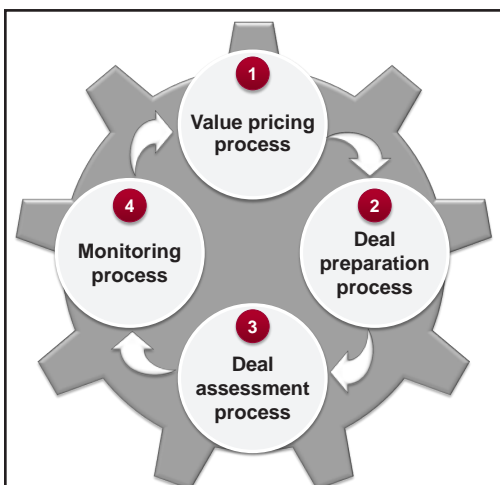 1
Value pricing
process
2
Deal
preparation
process
3
Deal
assessment
process
4
Monitoring
process